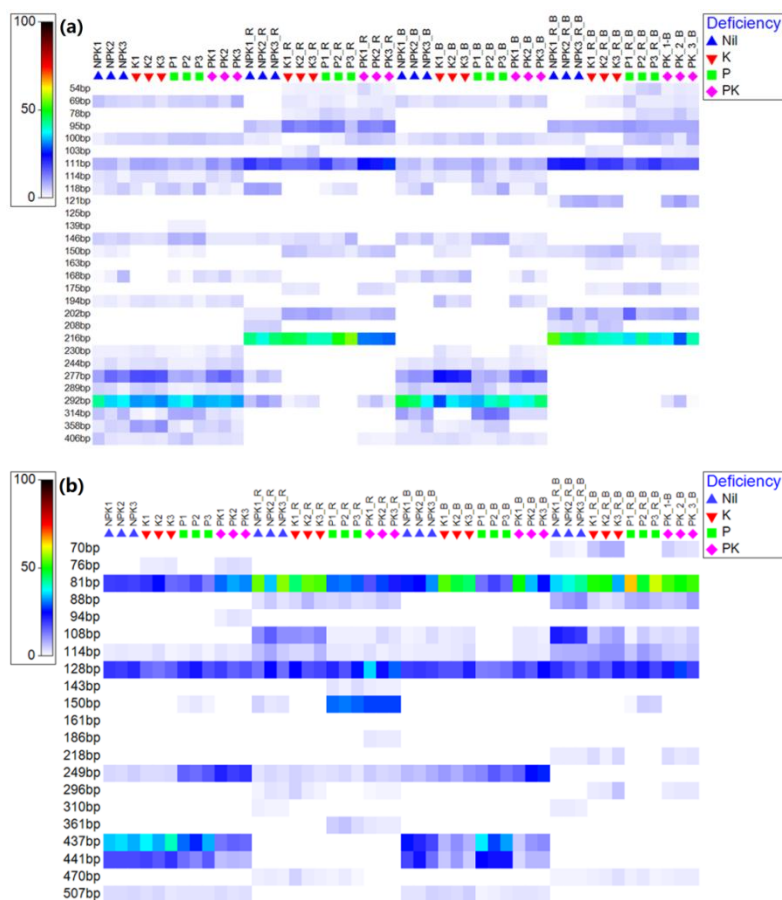 (a)
100
50
0
NPK1 NPK2 NPK3 K1 K2 K3 P1 P2 P3 PK1 PK2 PK3 NPK1_R NPK2_R NPK3_R K1_R K2_R K3_R P1_R P2_R P3_R PK1_R PK2_R PK3_R NPK1_B NPK2_B NPK3_B K1_B K2_B K3_B P1_B P2_B P3_B PK1_B PK2_B PK3_B NPK1_R_B NPK2_R_B NPK3_R_B K1_R_B K2_R_B K3_R_B P1_R_B P2_R_B P3_R_B PK_1-B PK_2_B PK_3_B
Deficiency
Nil
K
P
PK
54bp
69bp
78bp
95bp
100bp
103bp
111bp
114bp
118bp
121bp
125bp
139bp
146bp
150bp
163bp
168bp
175bp
194bp
202bp
208bp
216bp
230bp
244bp
277bp
289bp
292bp
314bp
358bp
406bp
(b)
100
50
0
NPK1 NPK2 NPK3 K1 K2 K3 P1 P2 P3 PK1 PK2 PK3 NPK1_R NPK2_R NPK3_R K1_R K2_R K3_R P1_R P2_R P3_R PK1_R PK2_R PK3_R NPK1_B NPK2_B NPK3_B K1_B K2_B K3_B P1_B P2_B P3_B PK1_B PK2_B PK3_B NPK1_R_B NPK2_R_B NPK3_R_B K1_R_B K2_R_B K3_R_B P1_R_B P2_R_B P3_R_B PK_1-B PK_2_B PK_3_B
Deficiency
Nil
K
P
PK
70bp
76bp
81bp
88bp
94bp
108bp
114bp
128bp
143bp
150bp
161bp
186bp
218bp
249bp
296bp
310bp
361bp
437bp
441bp
470bp
507bp